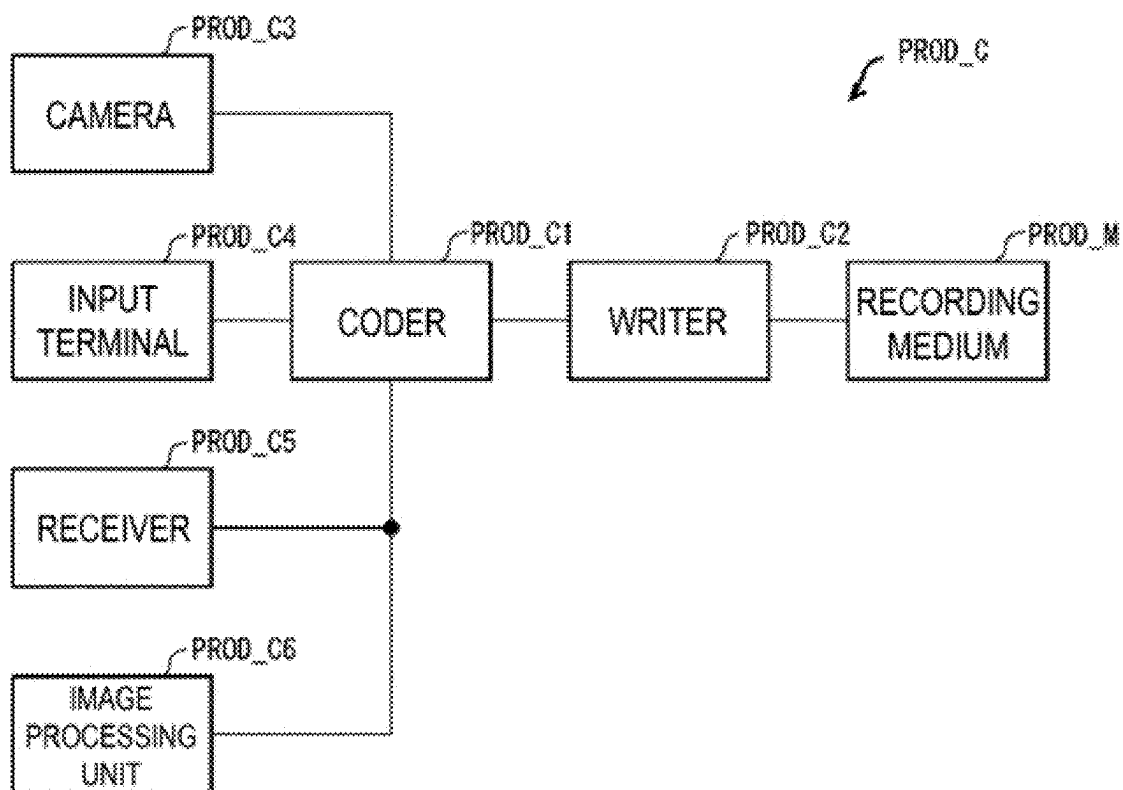 PROD_C3
PROD_C
CAMERA
PROD_C4
PROD_C1
PROD_C2
PROD_M
INPUT
TERMINAL
CODER
WRITER
RECORDING
MEDIUM
PROD_C5
RECEIVER
PROD_C6
IMAGE
PROCESSING
UNIT